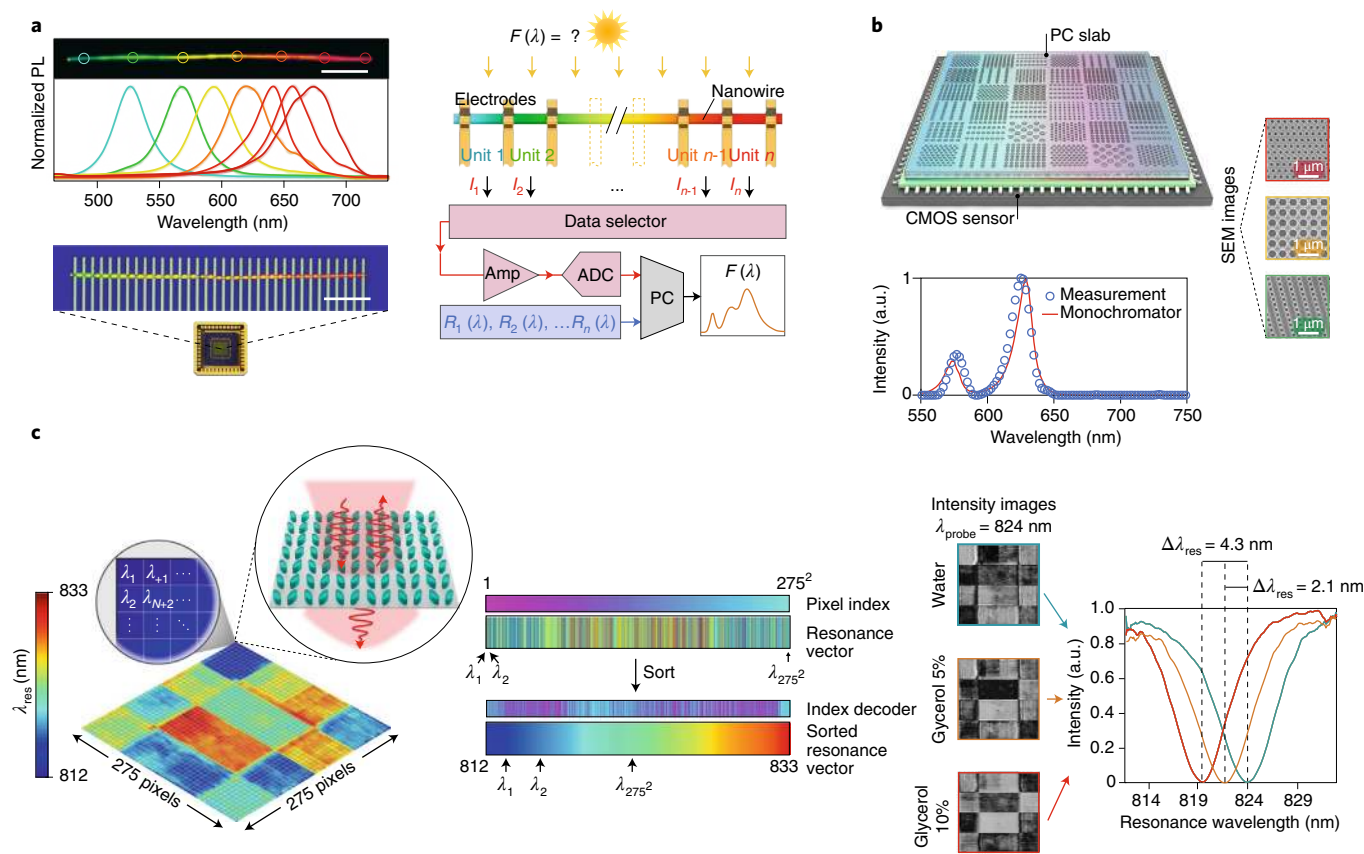 a
Normalized PL
500 550 600 650 700
Wavelength (nm)
F (λ) = ?
Electrodes
Nanowire
Unit 1 Unit 2 Unit n-1 Unit n
I1 I2 ... In-1 In
Data selector
Amp
ADC
PC
F (λ)
R1 (λ), R2 (λ), ...Rn (λ)
b
PC slab
CMOS sensor
SEM images
1 μm
1 μm
1 μm
Intensity (a.u.)
1
0
Measurement
Monochromator
550 600 650 700 750
Wavelength (nm)
c
833
λres (nm)
812
λ1 λ+1 ...
λ2 λN+2 ...
⋮ ⋮ ⋱
275 pixels
275 pixels
1 275²
Pixel index
Resonance
vector
λ1 λ2 λ275²
Sort
Index decoder
Sorted
resonance
vector
812 833
λ1 λ2 λ275²
Intensity images
λprobe = 824 nm
Water
Gycerol 5%
Glycerol
10%
Δλres = 4.3 nm
Δλres = 2.1 nm
Intensity (a.u.)
1.0
0.8
0.6
0.4
0.2
0
814 819 824 829
Resonance wavelength (nm)